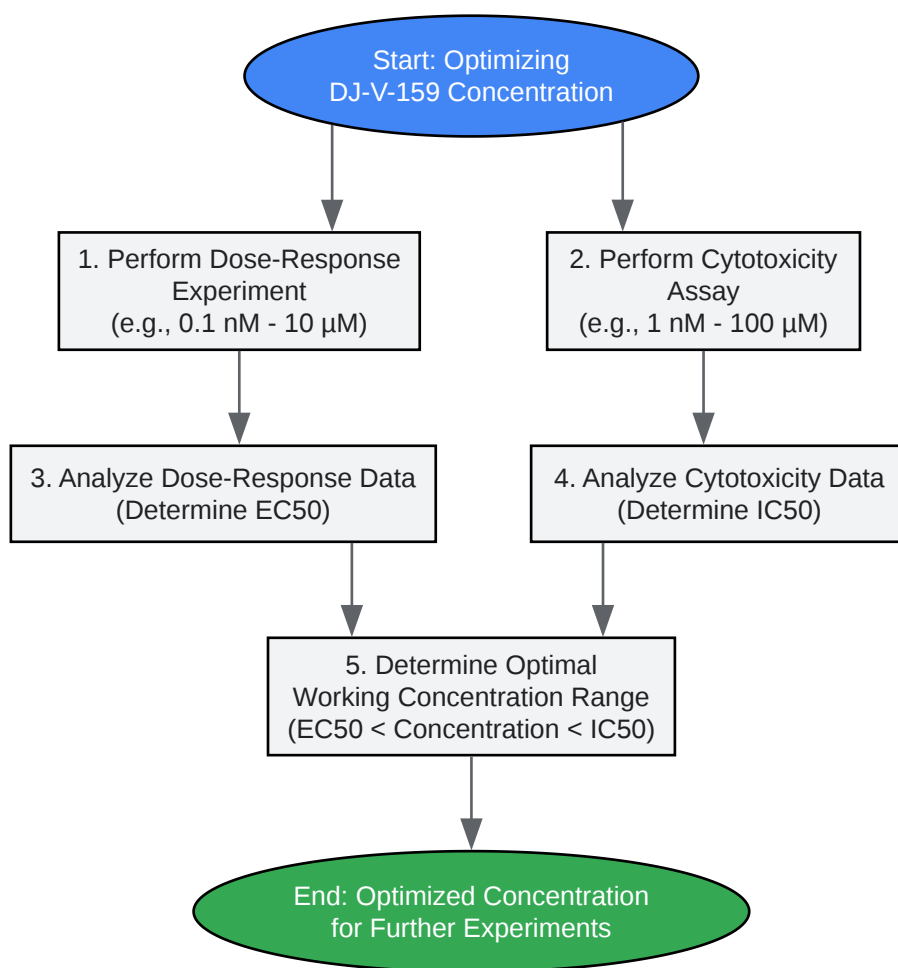 Start: Optimizing
DJ-V-159 Concentration
1. Perform Dose-Response
Experiment
(e.g., 0.1 nM - 10 µM)
2. Perform Cytotoxicity
Assay
(e.g., 1 nM - 100 µM)
3. Analyze Dose-Response Data
(Determine EC50)
4. Analyze Cytotoxicity Data
(Determine IC50)
5. Determine Optimal
Working Concentration Range
(EC50 < Concentration < IC50)
End: Optimized Concentration
for Further Experiments